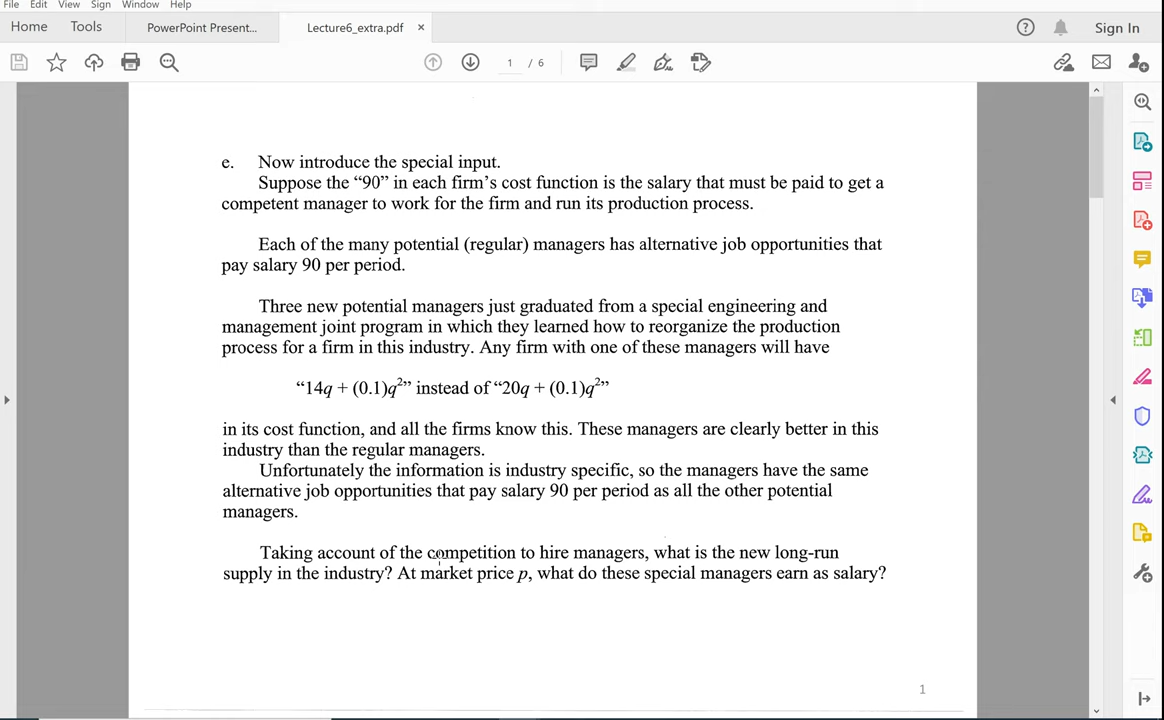 File Edit View Sign Window Help
Home Tools PowerPoint Present... Lecture6_extra.pdf × Sign In
1 / 6
e. Now introduce the special input.
Suppose the “90” in each firm’s cost function is the salary that must be paid to get a
competent manager to work for the firm and run its production process.
Each of the many potential (regular) managers has alternative job opportunities that
pay salary 90 per period.
Three new potential managers just graduated from a special engineering and
management joint program in which they learned how to reorganize the production
process for a firm in this industry. Any firm with one of these managers will have
“14q + (0.1)q²” instead of “20q + (0.1)q²”
in its cost function, and all the firms know this. These managers are clearly better in this
industry than the regular managers.
Unfortunately the information is industry specific, so the managers have the same
alternative job opportunities that pay salary 90 per period as all the other potential
managers.
Taking account of the competition to hire managers, what is the new long-run
supply in the industry? At market price p, what do these special managers earn as salary?
1